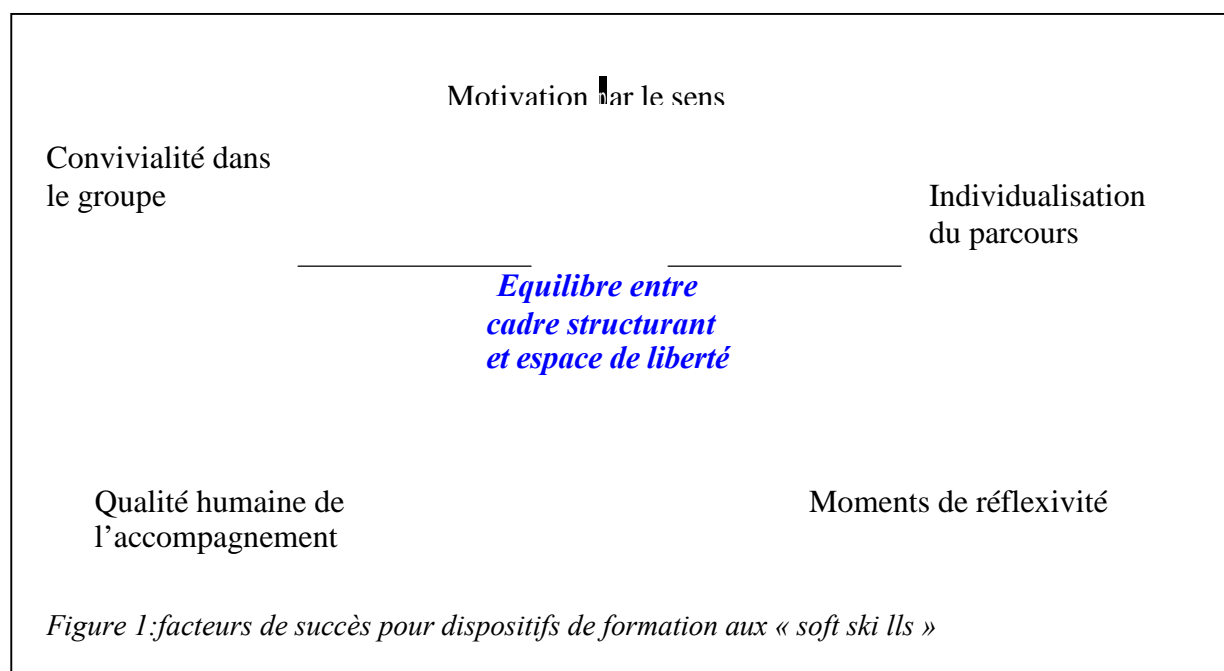 Motivation par le sens
Convivialité dans
le groupe
Individualisation
du parcours
Equilibre entre
cadre structurant
et espace de liberté
Qualité humaine de
l’accompagnement
Moments de réflexivité
Figure 1:facteurs de succès pour dispositifs de formation aux « soft ski lls »